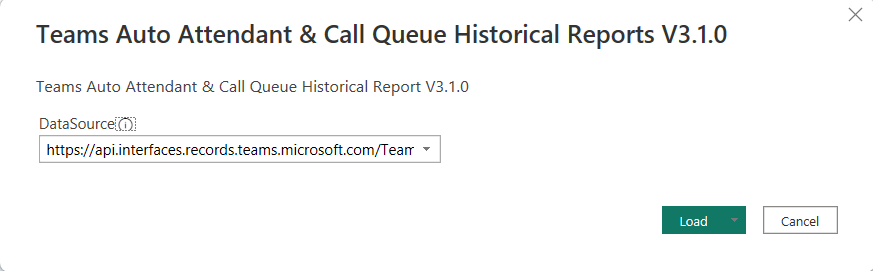 Teams Auto Attendant & Call Queue Historical Reports V3.1.0
Teams Auto Attendant & Call Queue Historical Report V3.1.0
DataSource
https://api.interfaces.records.teams.microsoft.com/Team
Load
Cancel